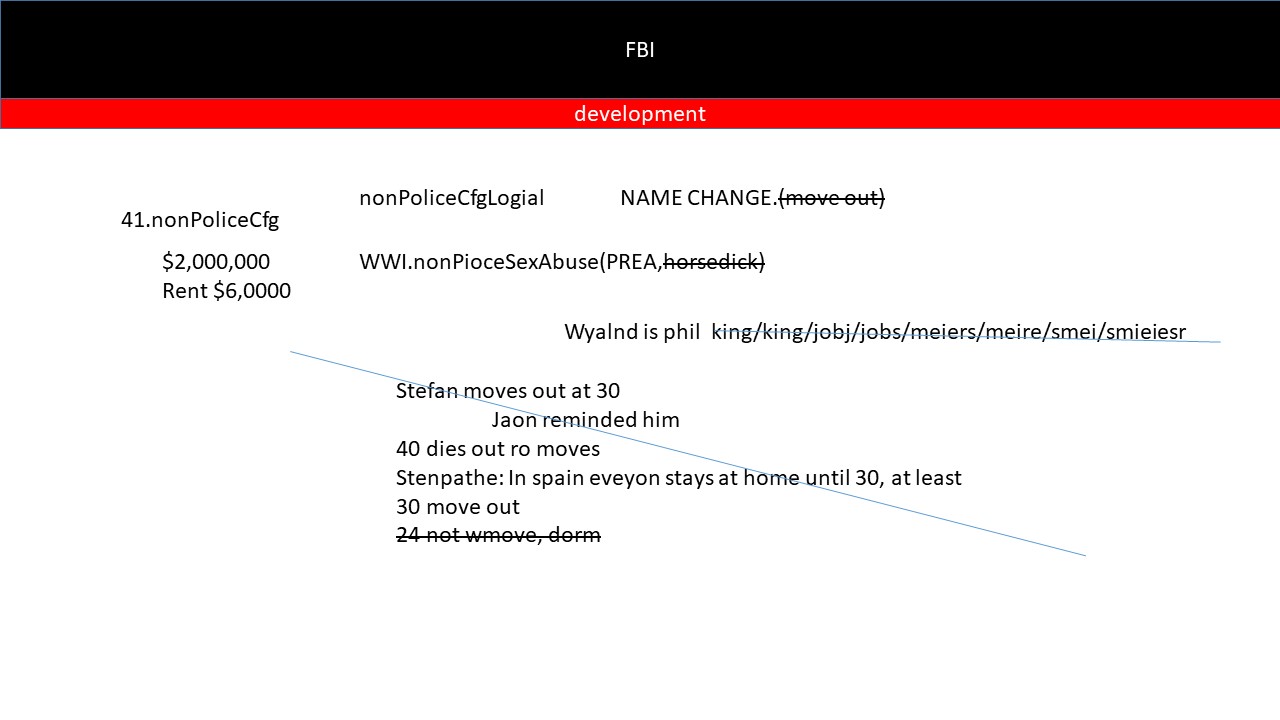 FBI
development
nonPoliceCfgLogial NAME CHANGE.(move out)
41.nonPoliceCfg
$2,000,000 WWI.nonPioceSexAbuse(PREA,horsedick)
Rent $6,0000
Wyalnd is phil king/king/jobj/jobs/meiers/meire/smei/smieiesr
Stefan moves out at 30
Jaon reminded him
40 dies out ro moves
Stenpathe: In spain eveyon stays at home until 30, at least
30 move out
24 not wmove, dorm